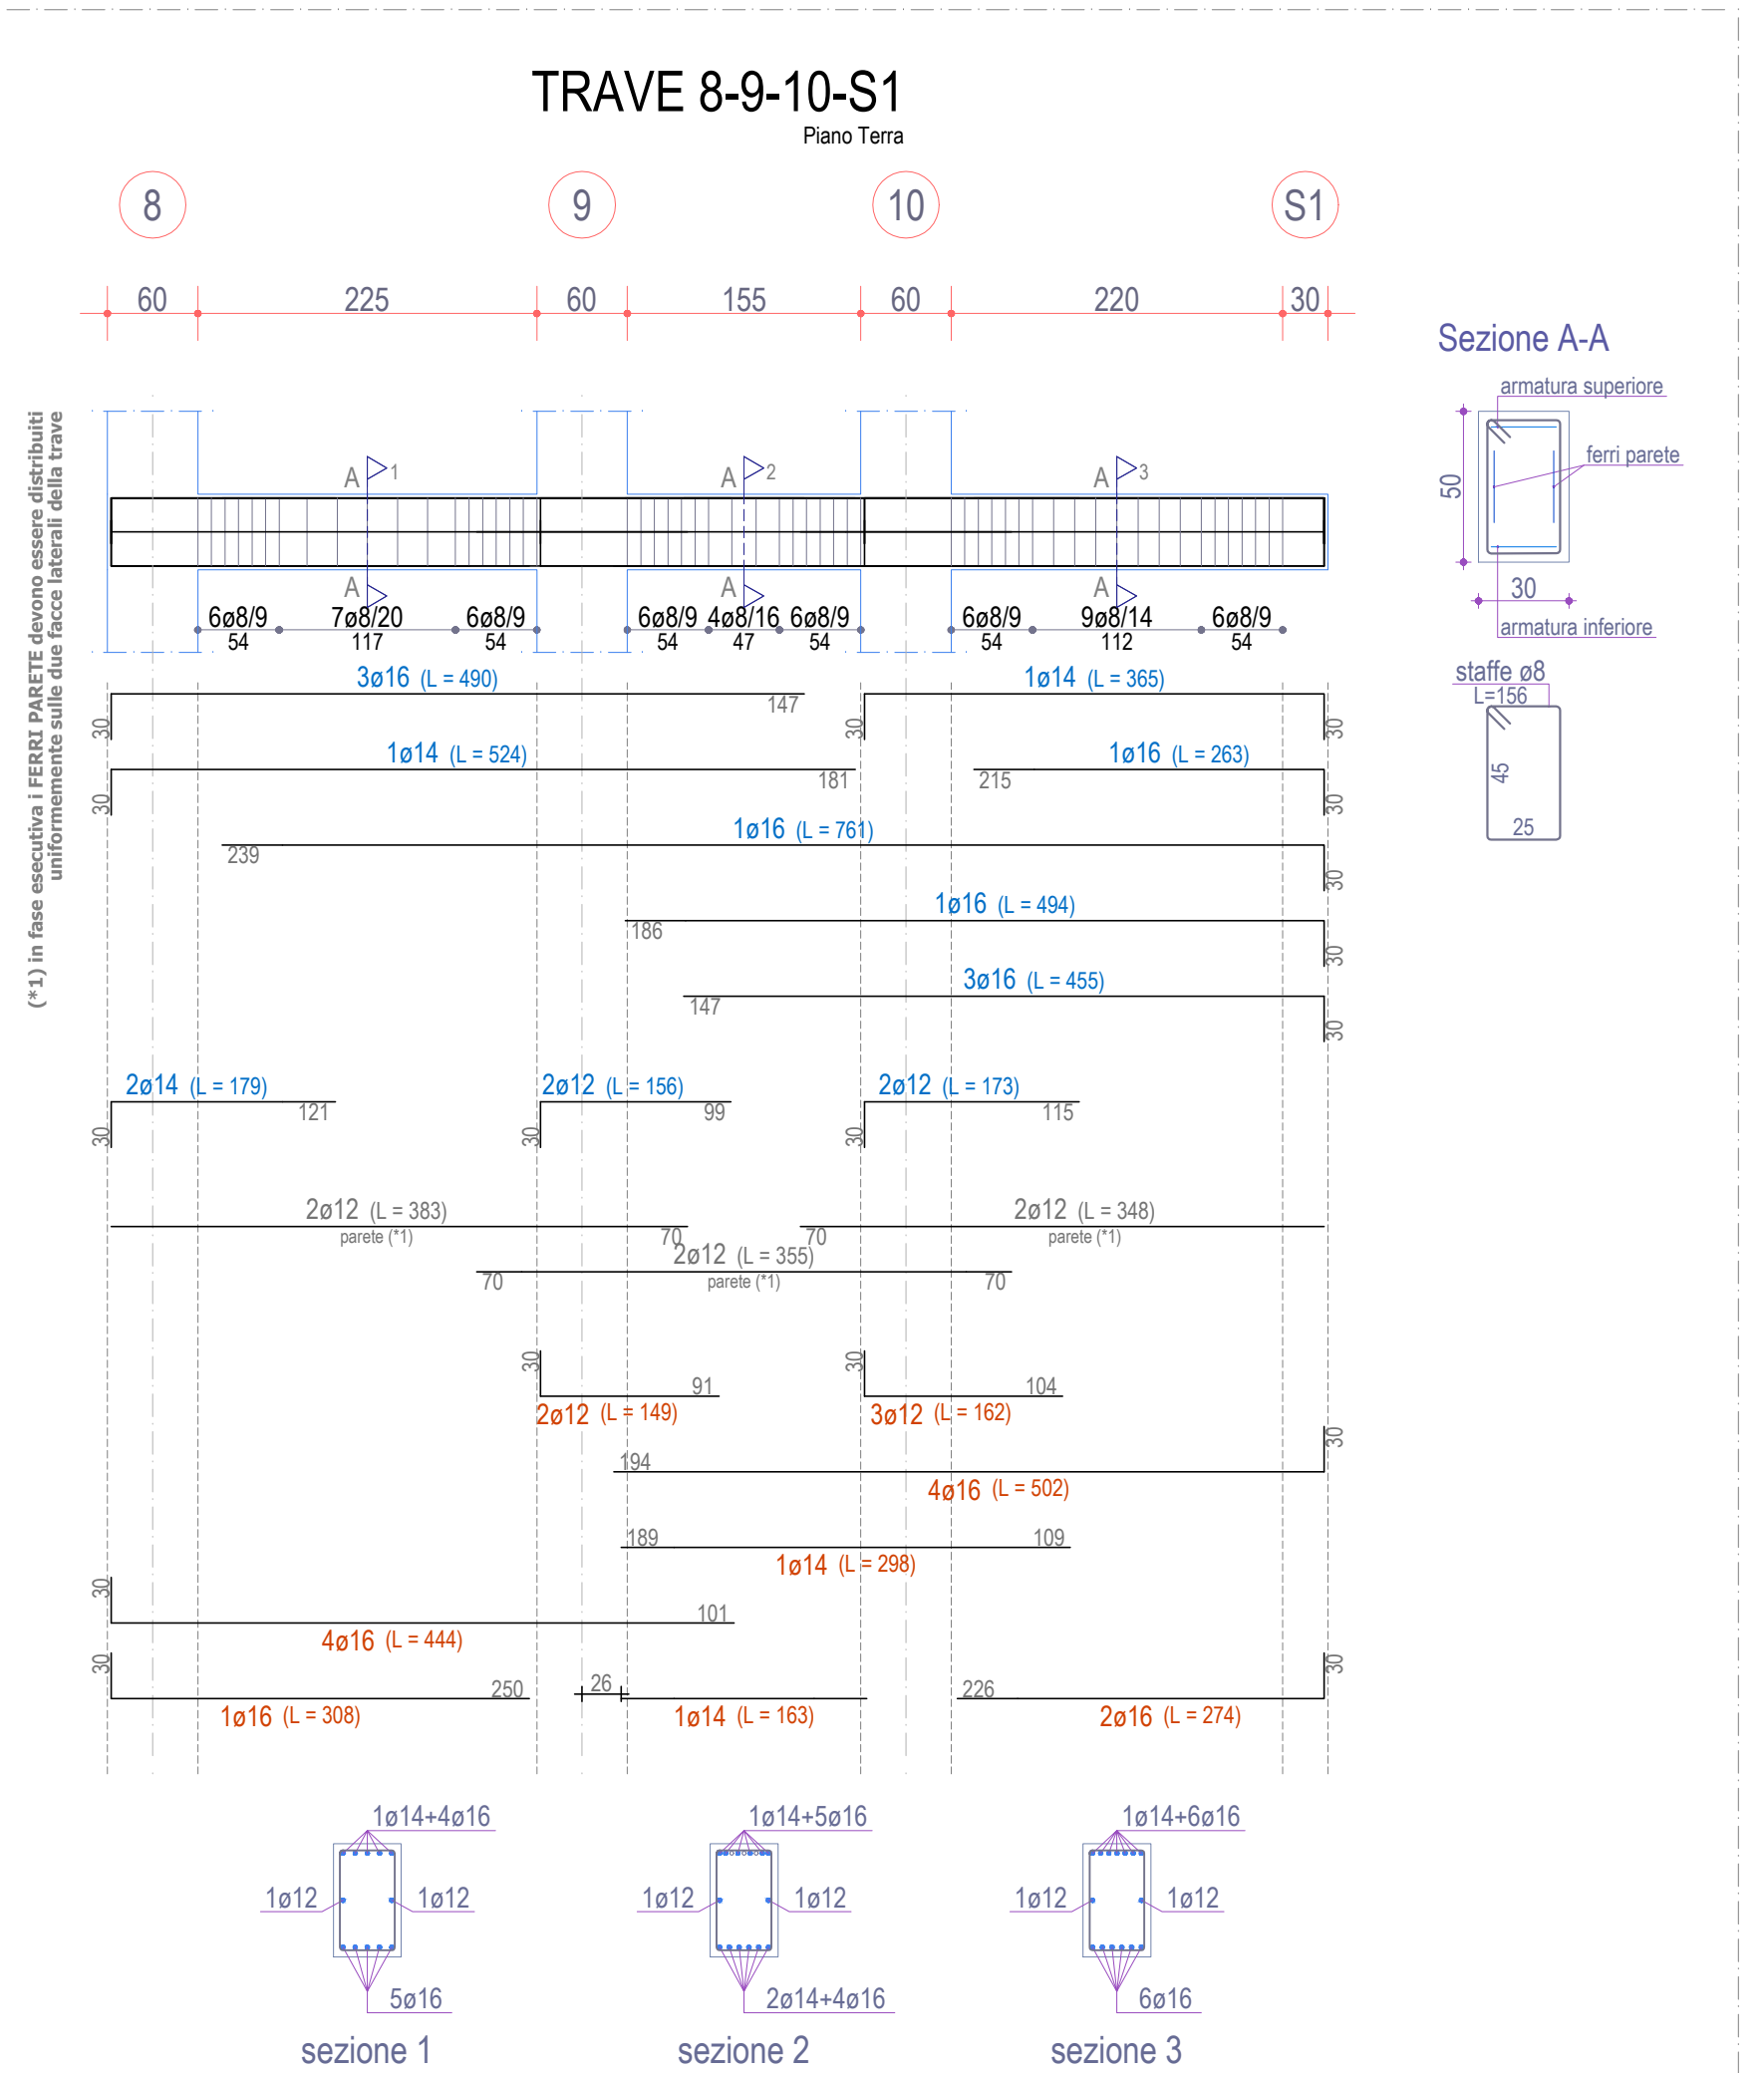 TRAVE 8-9-10-S1
Piano Terra
8 9 10 S1
60 225 60 155 60 220 30
(*1) in fase esecutiva i FERRI PARETE devono essere distribuiti
uniformemente sulle due facce laterali della trave
A 1 A 2 A 3
A A A
6ø8/9 7ø8/20 6ø8/9 6ø8/9 4ø8/16 6ø8/9 6ø8/9 9ø8/14 6ø8/9
54 117 54 54 47 54 54 112 54
Sezione A-A
armatura superiore
ferri parete
50
30
armatura inferiore
staffe ø8
L=156
45
25
3ø16 (L = 490) 1ø14 (L = 365)
30 147 30 30
1ø14 (L = 524) 1ø16 (L = 263)
30 181 215 30
1ø16 (L = 761)
239 30
1ø16 (L = 494)
186 30
3ø16 (L = 455)
147 30
2ø14 (L = 179) 2ø12 (L = 156) 2ø12 (L = 173)
30 121 30 99 30 115
2ø12 (L = 383) 2ø12 (L = 348)
parete (*1) 70 70 parete (*1)
2ø12 (L = 355)
70 parete (*1) 70
30 91 30 104
2ø12 (L = 149) 3ø12 (L = 162)
194 30
4ø16 (L = 502)
189 109
1ø14 (L = 298)
30 101
4ø16 (L = 444)
30 250 26 226 30
1ø16 (L = 308) 1ø14 (L = 163) 2ø16 (L = 274)
1ø14+4ø16 1ø14+5ø16 1ø14+6ø16
1ø12 1ø12 1ø12 1ø12 1ø12 1ø12
5ø16 2ø14+4ø16 6ø16
sezione 1 sezione 2 sezione 3